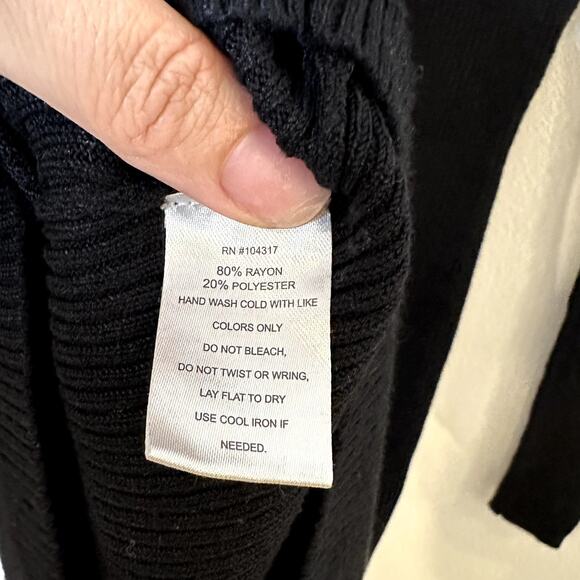 RN #104317
80% RAYON
20% POLYESTER
HAND WASH COLD WITH LIKE
COLORS ONLY
DO NOT BLEACH,
DO NOT TWIST OR WRING,
LAY FLAT TO DRY
USE COOL IRON IF
NEEDED.